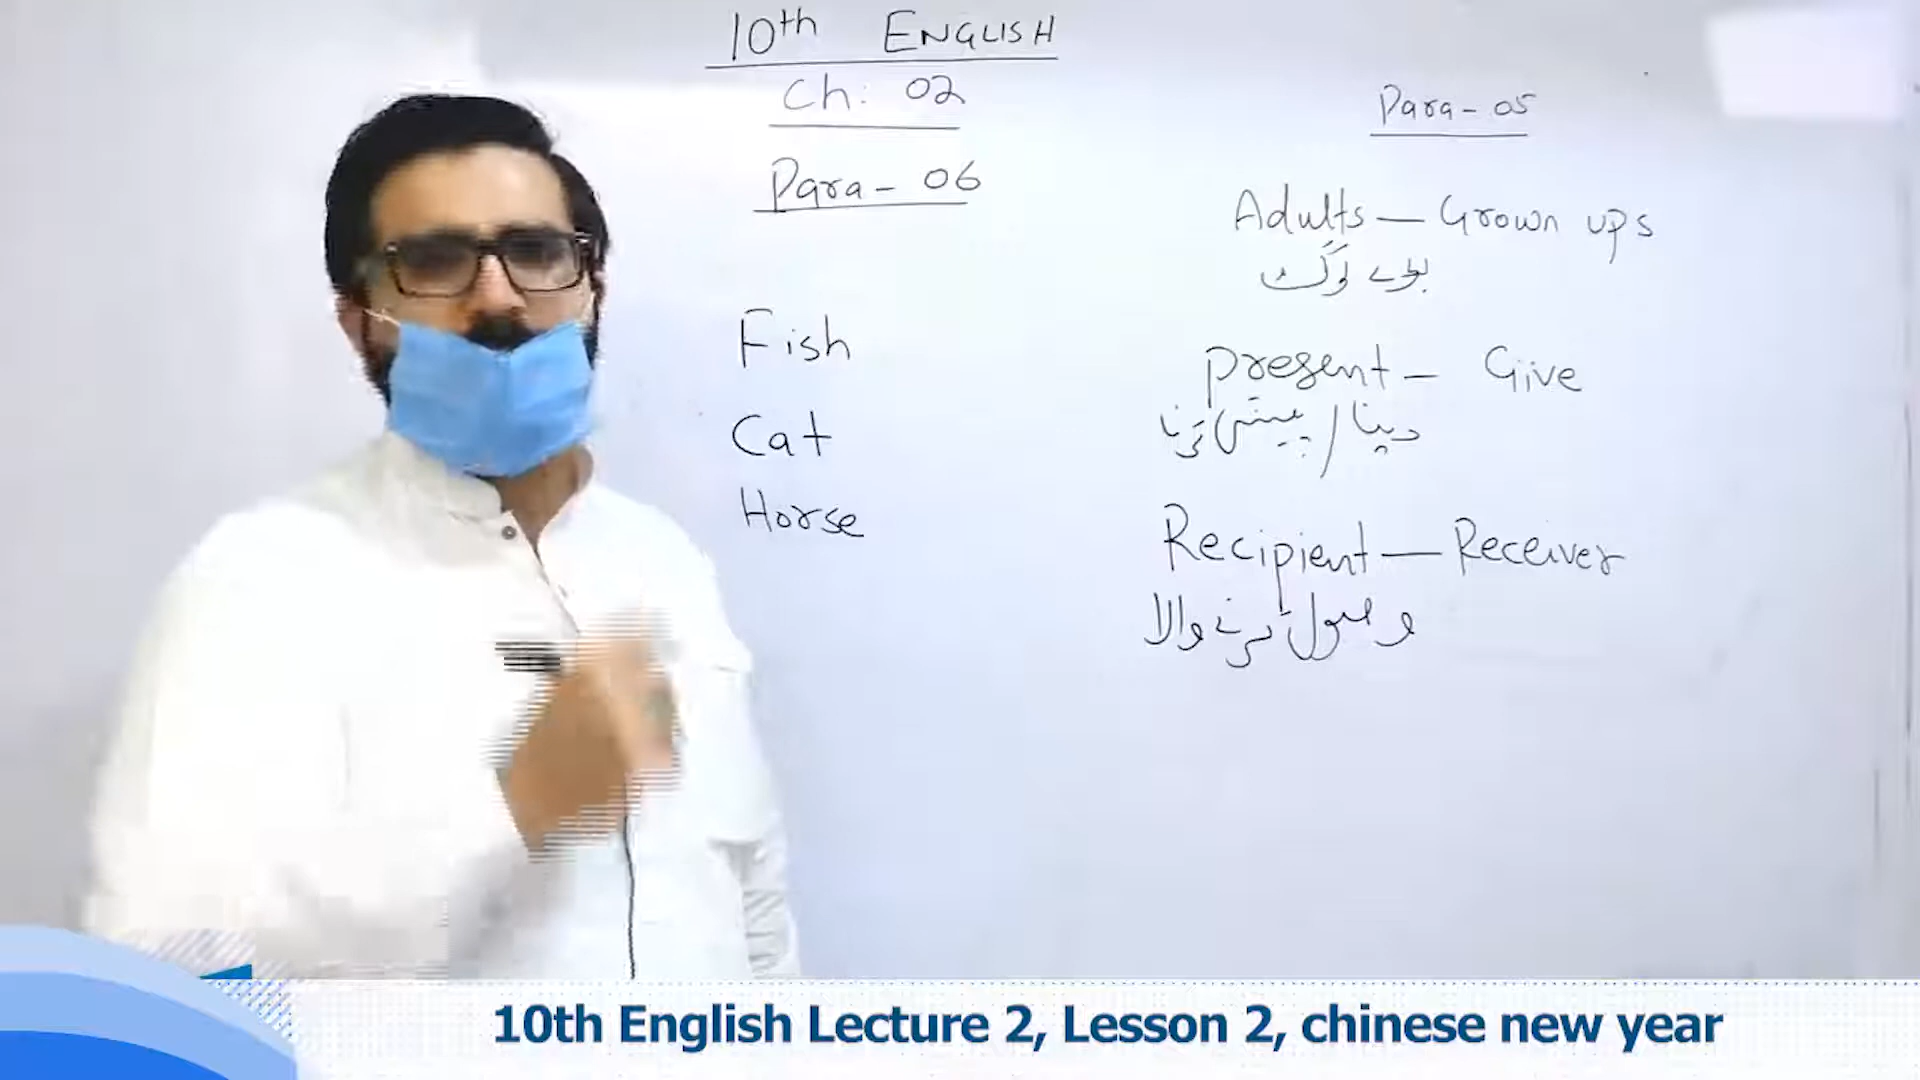 10th ENGLISH
Ch: 02
Para - 06
Fish
Cat
Horse
Para - 05
Adults — Grown ups
بڑے لوگ
present — Give
دینا / پیش کرنا
Recipient — Receiver
وصول کرنے والا
10th English Lecture 2, Lesson 2, chinese new year